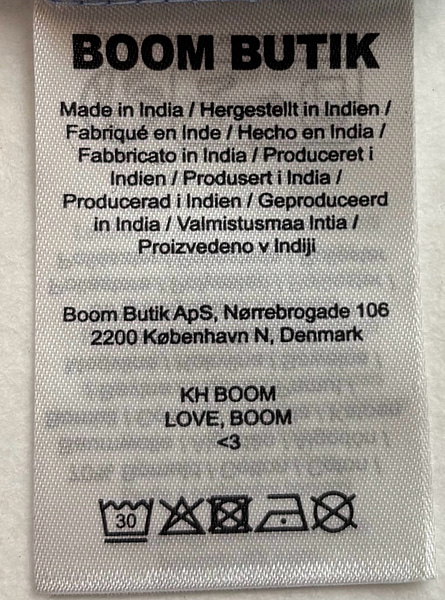 BOOM BUTIK
Made in India / Hergestellt in Indien /
Fabriqué en Inde / Hecho en India /
Fabbricato in India / Produceret i
Indien / Produsert i India /
Producerad i Indien / Geproduceerd
in India / Valmistusmaa Intia /
Proizvedeno v Indiji
Boom Butik ApS, Nørrebrogade 106
2200 København N, Denmark
KH BOOM
LOVE, BOOM
<3
30